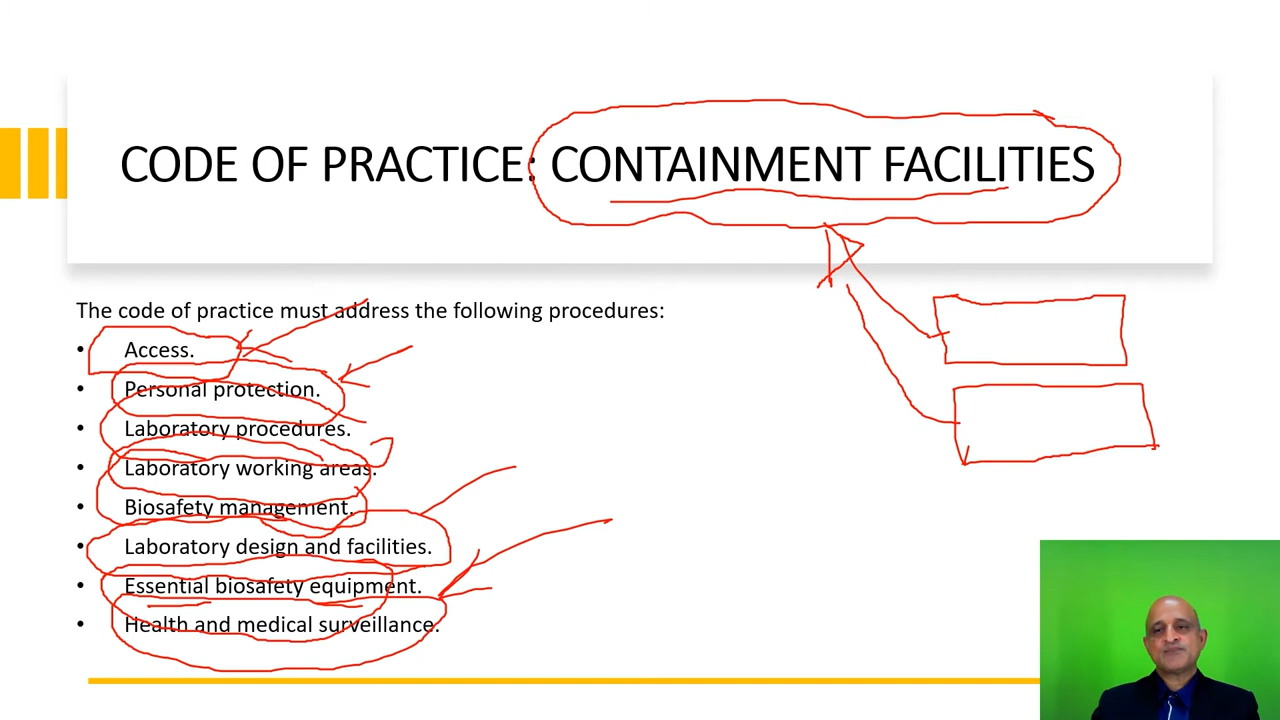 CODE OF PRACTICE: CONTAINMENT FACILITIES
The code of practice must address the following procedures:
• Access.
• Personal protection.
• Laboratory procedures.
• Laboratory working areas.
• Biosafety management.
• Laboratory design and facilities.
• Essential biosafety equipment.
• Health and medical surveillance.